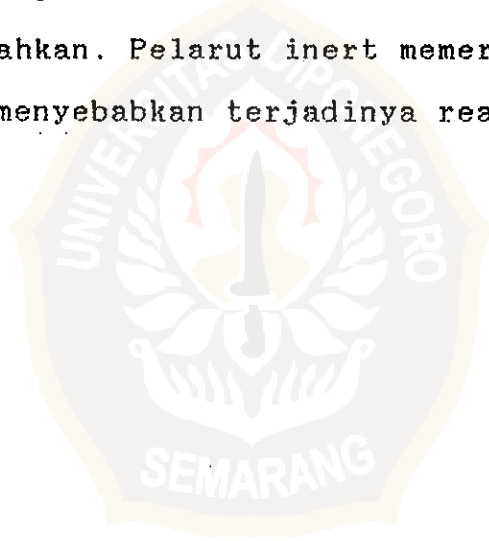 ahkan. Pelarut inert memer
menyebabkan terjadinya rea
UNIVERSITAS DIPONEGORO
SEMARANG